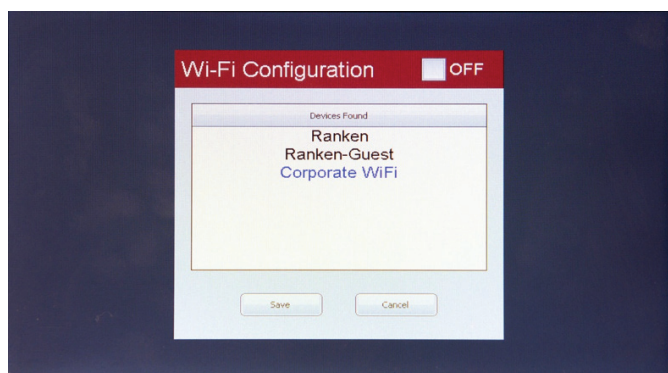 Wi-Fi Configuration OFF
Devices Found
Ranken
Ranken-Guest
Corporate WiFi
Save Cancel